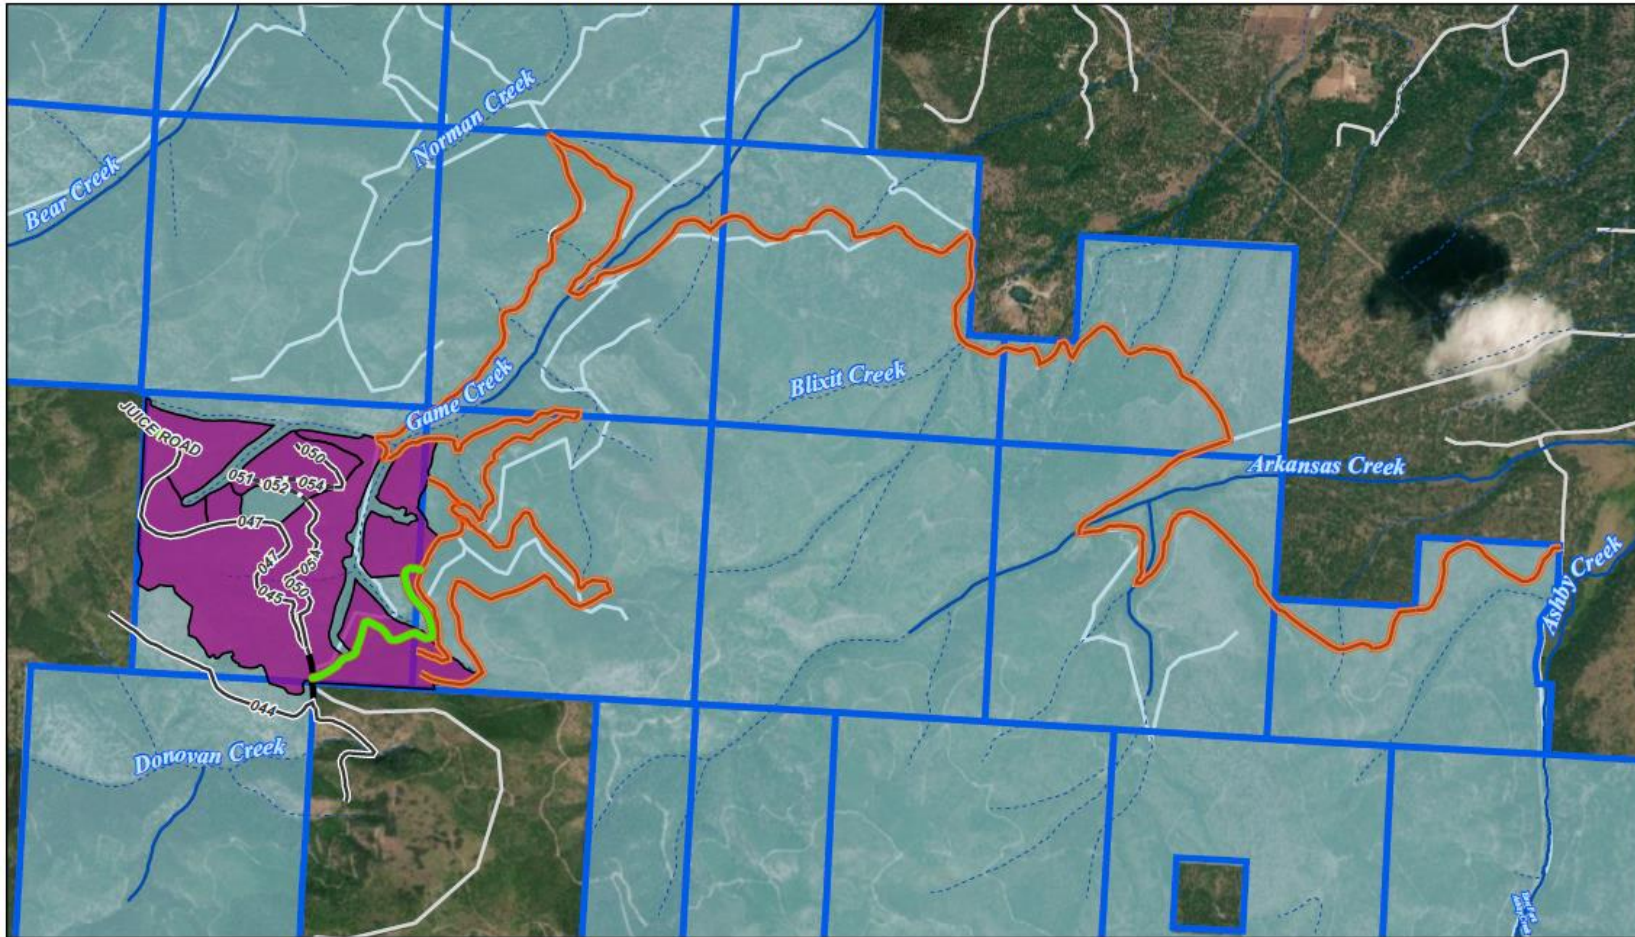 Norman Creek
Bear Creek
Game Creek
Blixit Creek
JUICE ROAD
050
051
052
054
047
Arkansas Creek
047
054
050
045
Ashby Creek
044
Donovan Creek